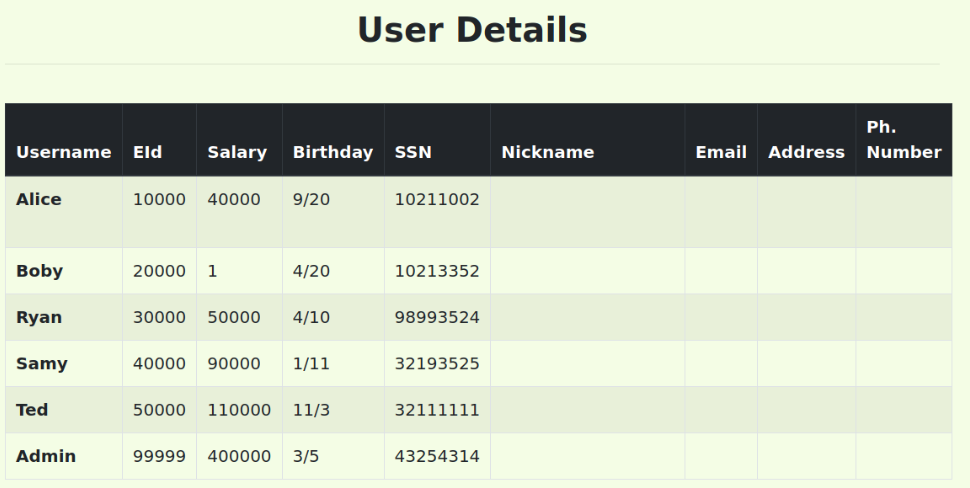 User Details
Username EId Salary Birthday SSN Nickname Email Address Ph. Number
Alice 10000 40000 9/20 10211002
Boby 20000 1 4/20 10213352
Ryan 30000 50000 4/10 98993524
Samy 40000 90000 1/11 32193525
Ted 50000 110000 11/3 32111111
Admin 99999 400000 3/5 43254314